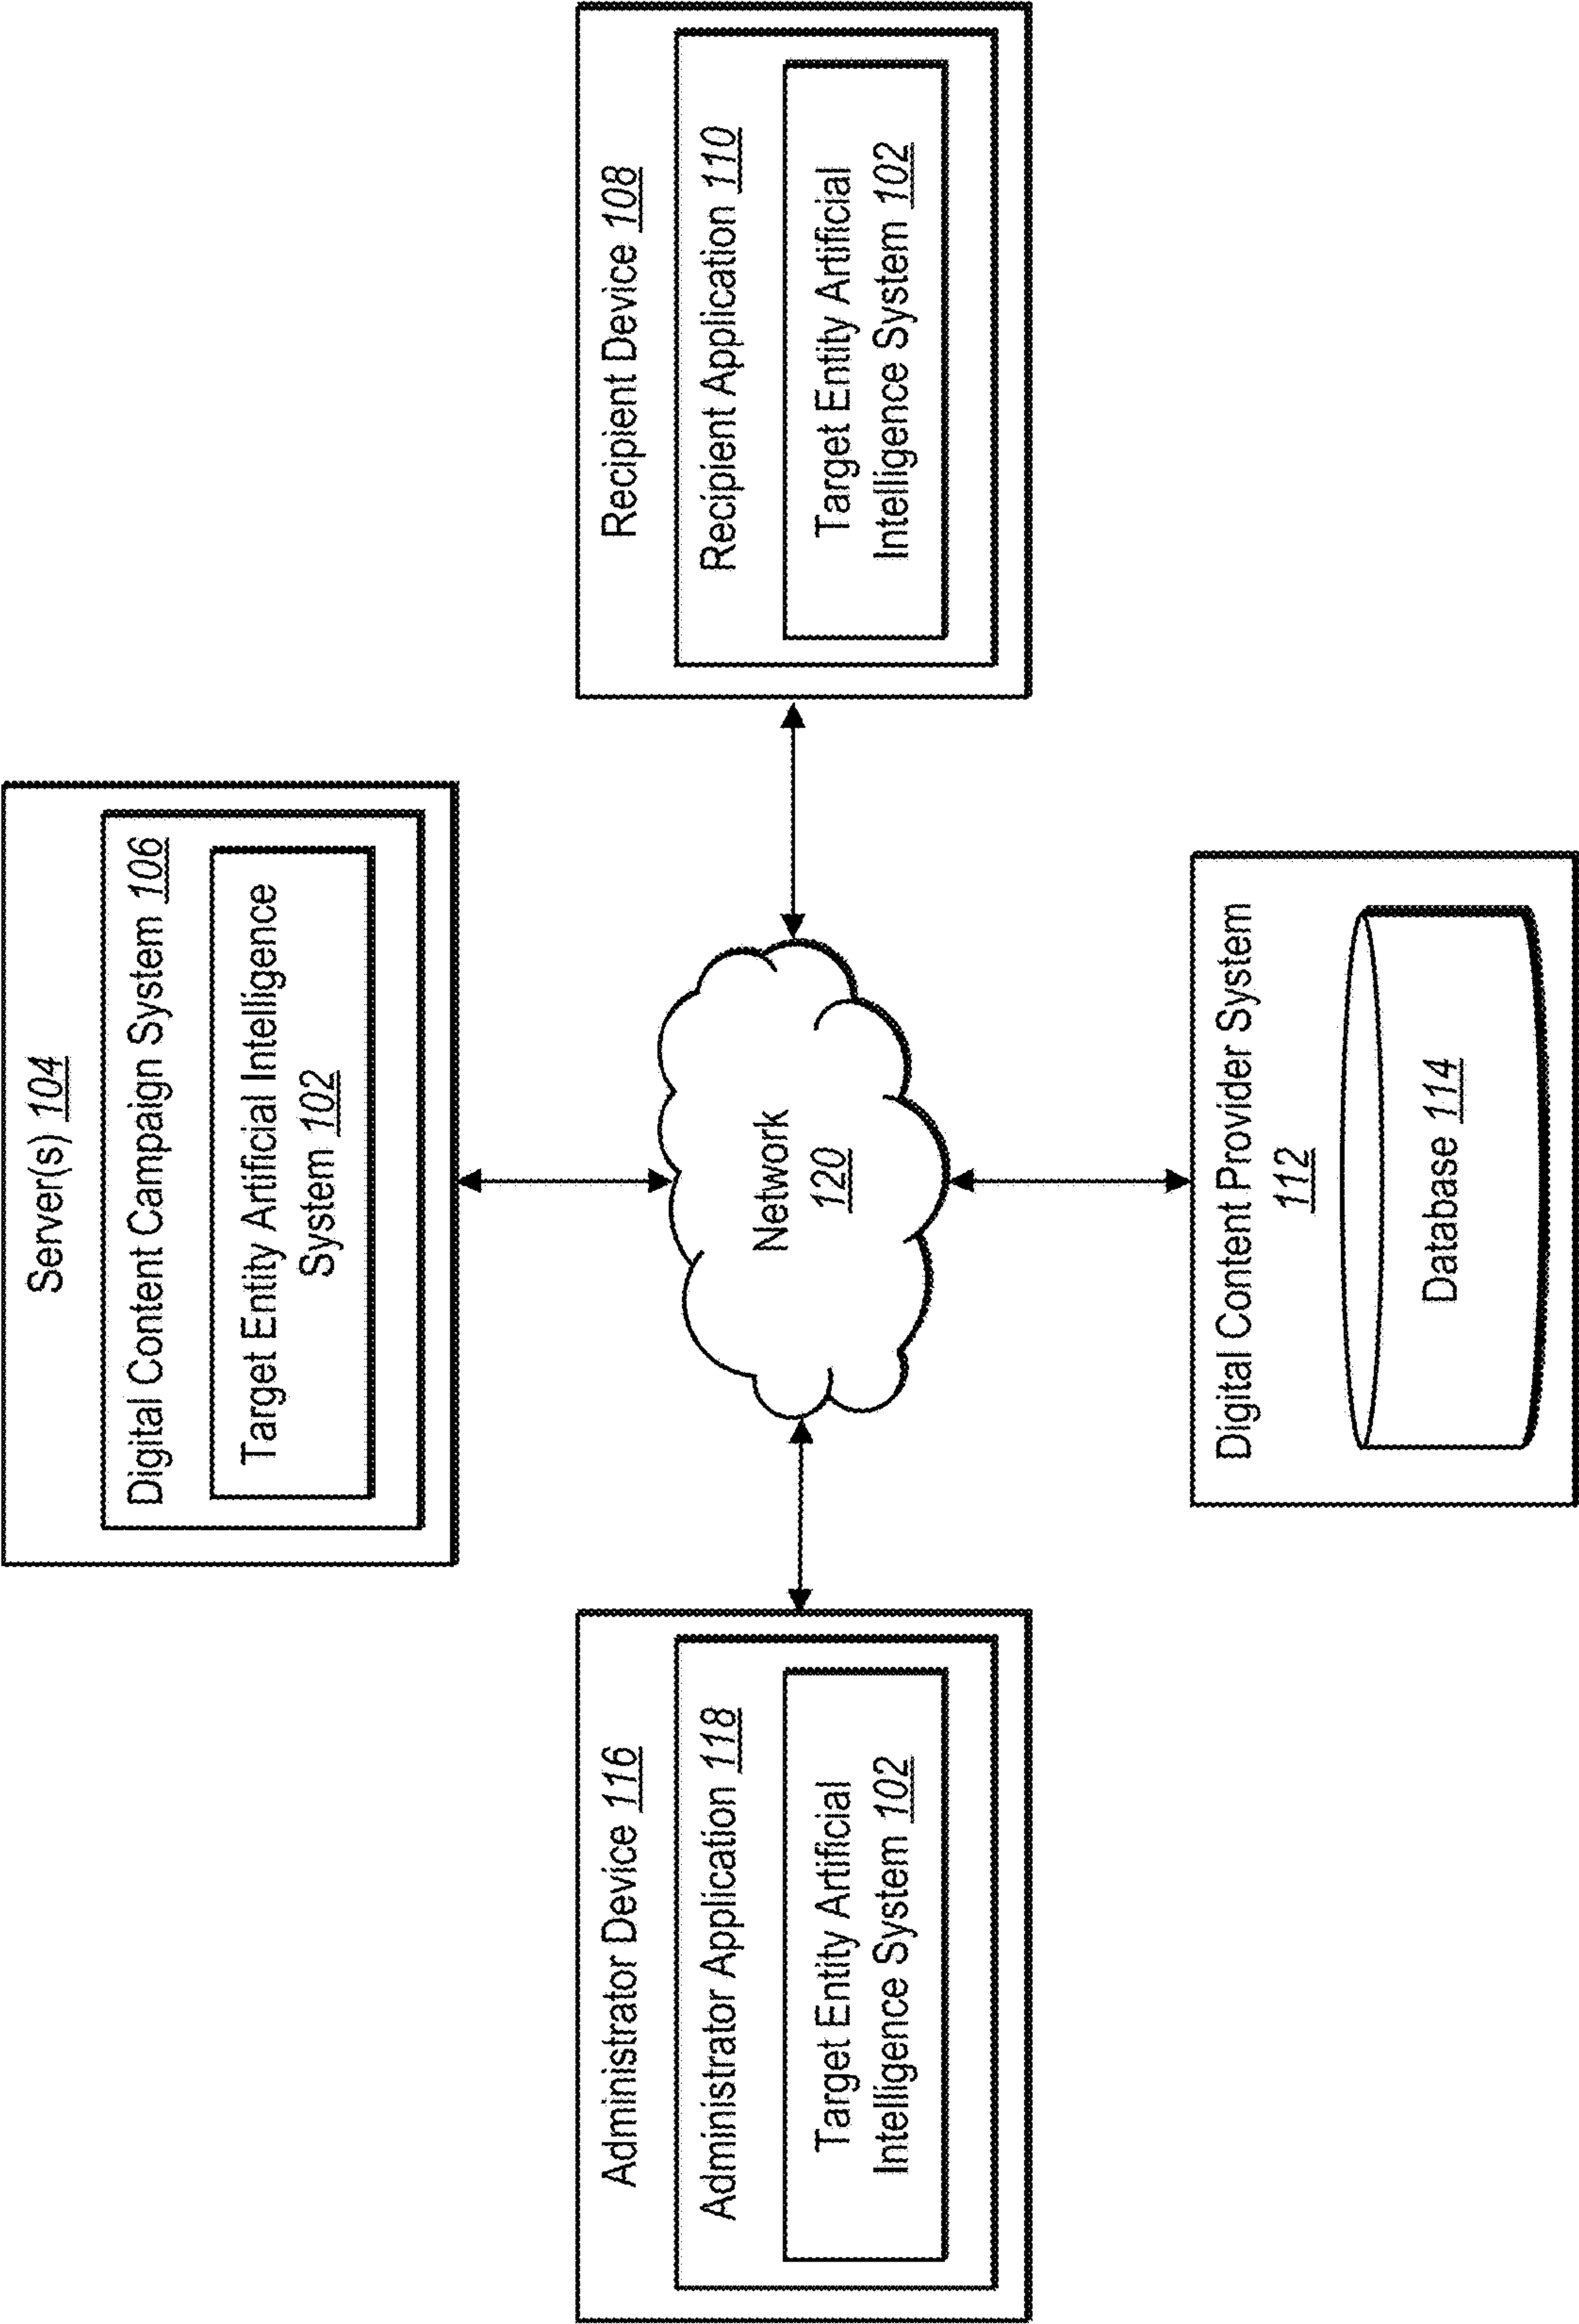 Server(s) 104
Digital Content Campaign System 106
Target Entity Artificial Intelligence
System 102
Administrator Device 116
Administrator Application 118
Target Entity Artificial
Intelligence System 102
Network
120
Recipient Device 108
Recipient Application 110
Target Entity Artificial
Intelligence System 102
Digital Content Provider System
112
Database 114